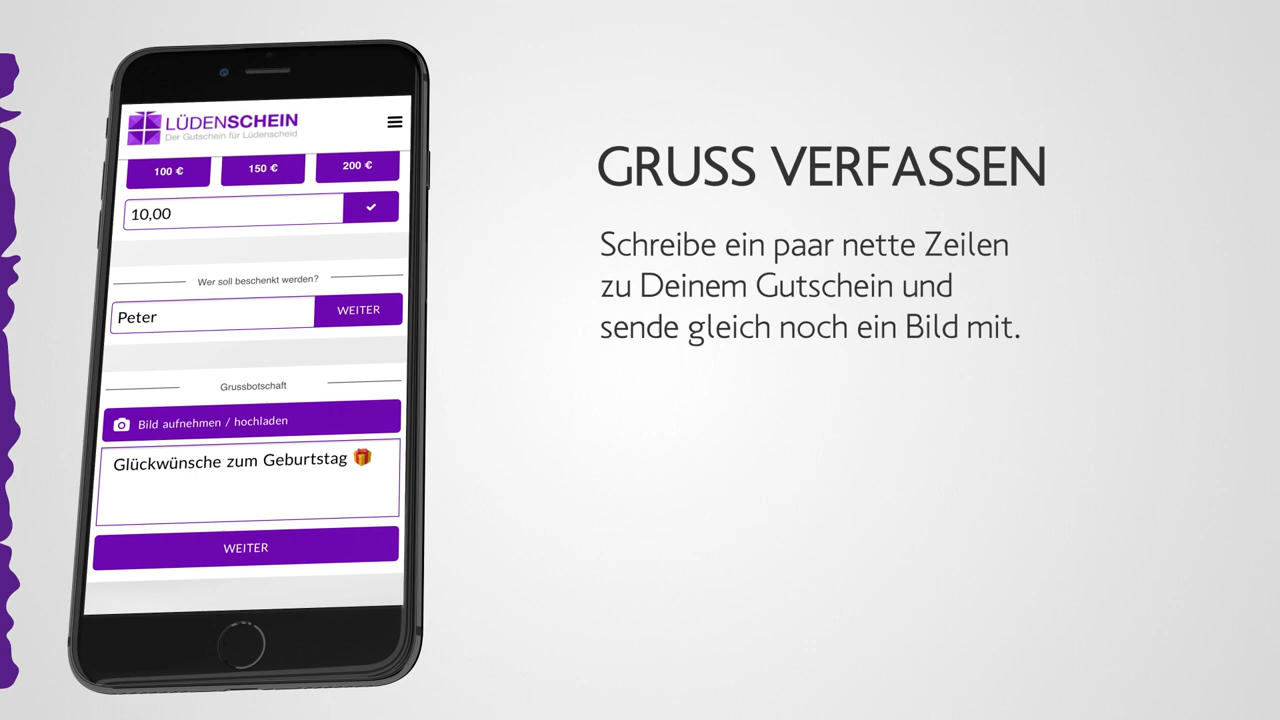 LÜDENSCHEIN
Der Gutschein für Lüdenscheid
100 € 150 € 200 €
10,00
Wer soll beschenkt werden?
Peter WEITER
Grussbotschaft
Bild aufnehmen / hochladen
Glückwünsche zum Geburtstag 🎁
WEITER
GRUSS VERFASSEN
Schreibe ein paar nette Zeilen
zu Deinem Gutschein und
sende gleich noch ein Bild mit.